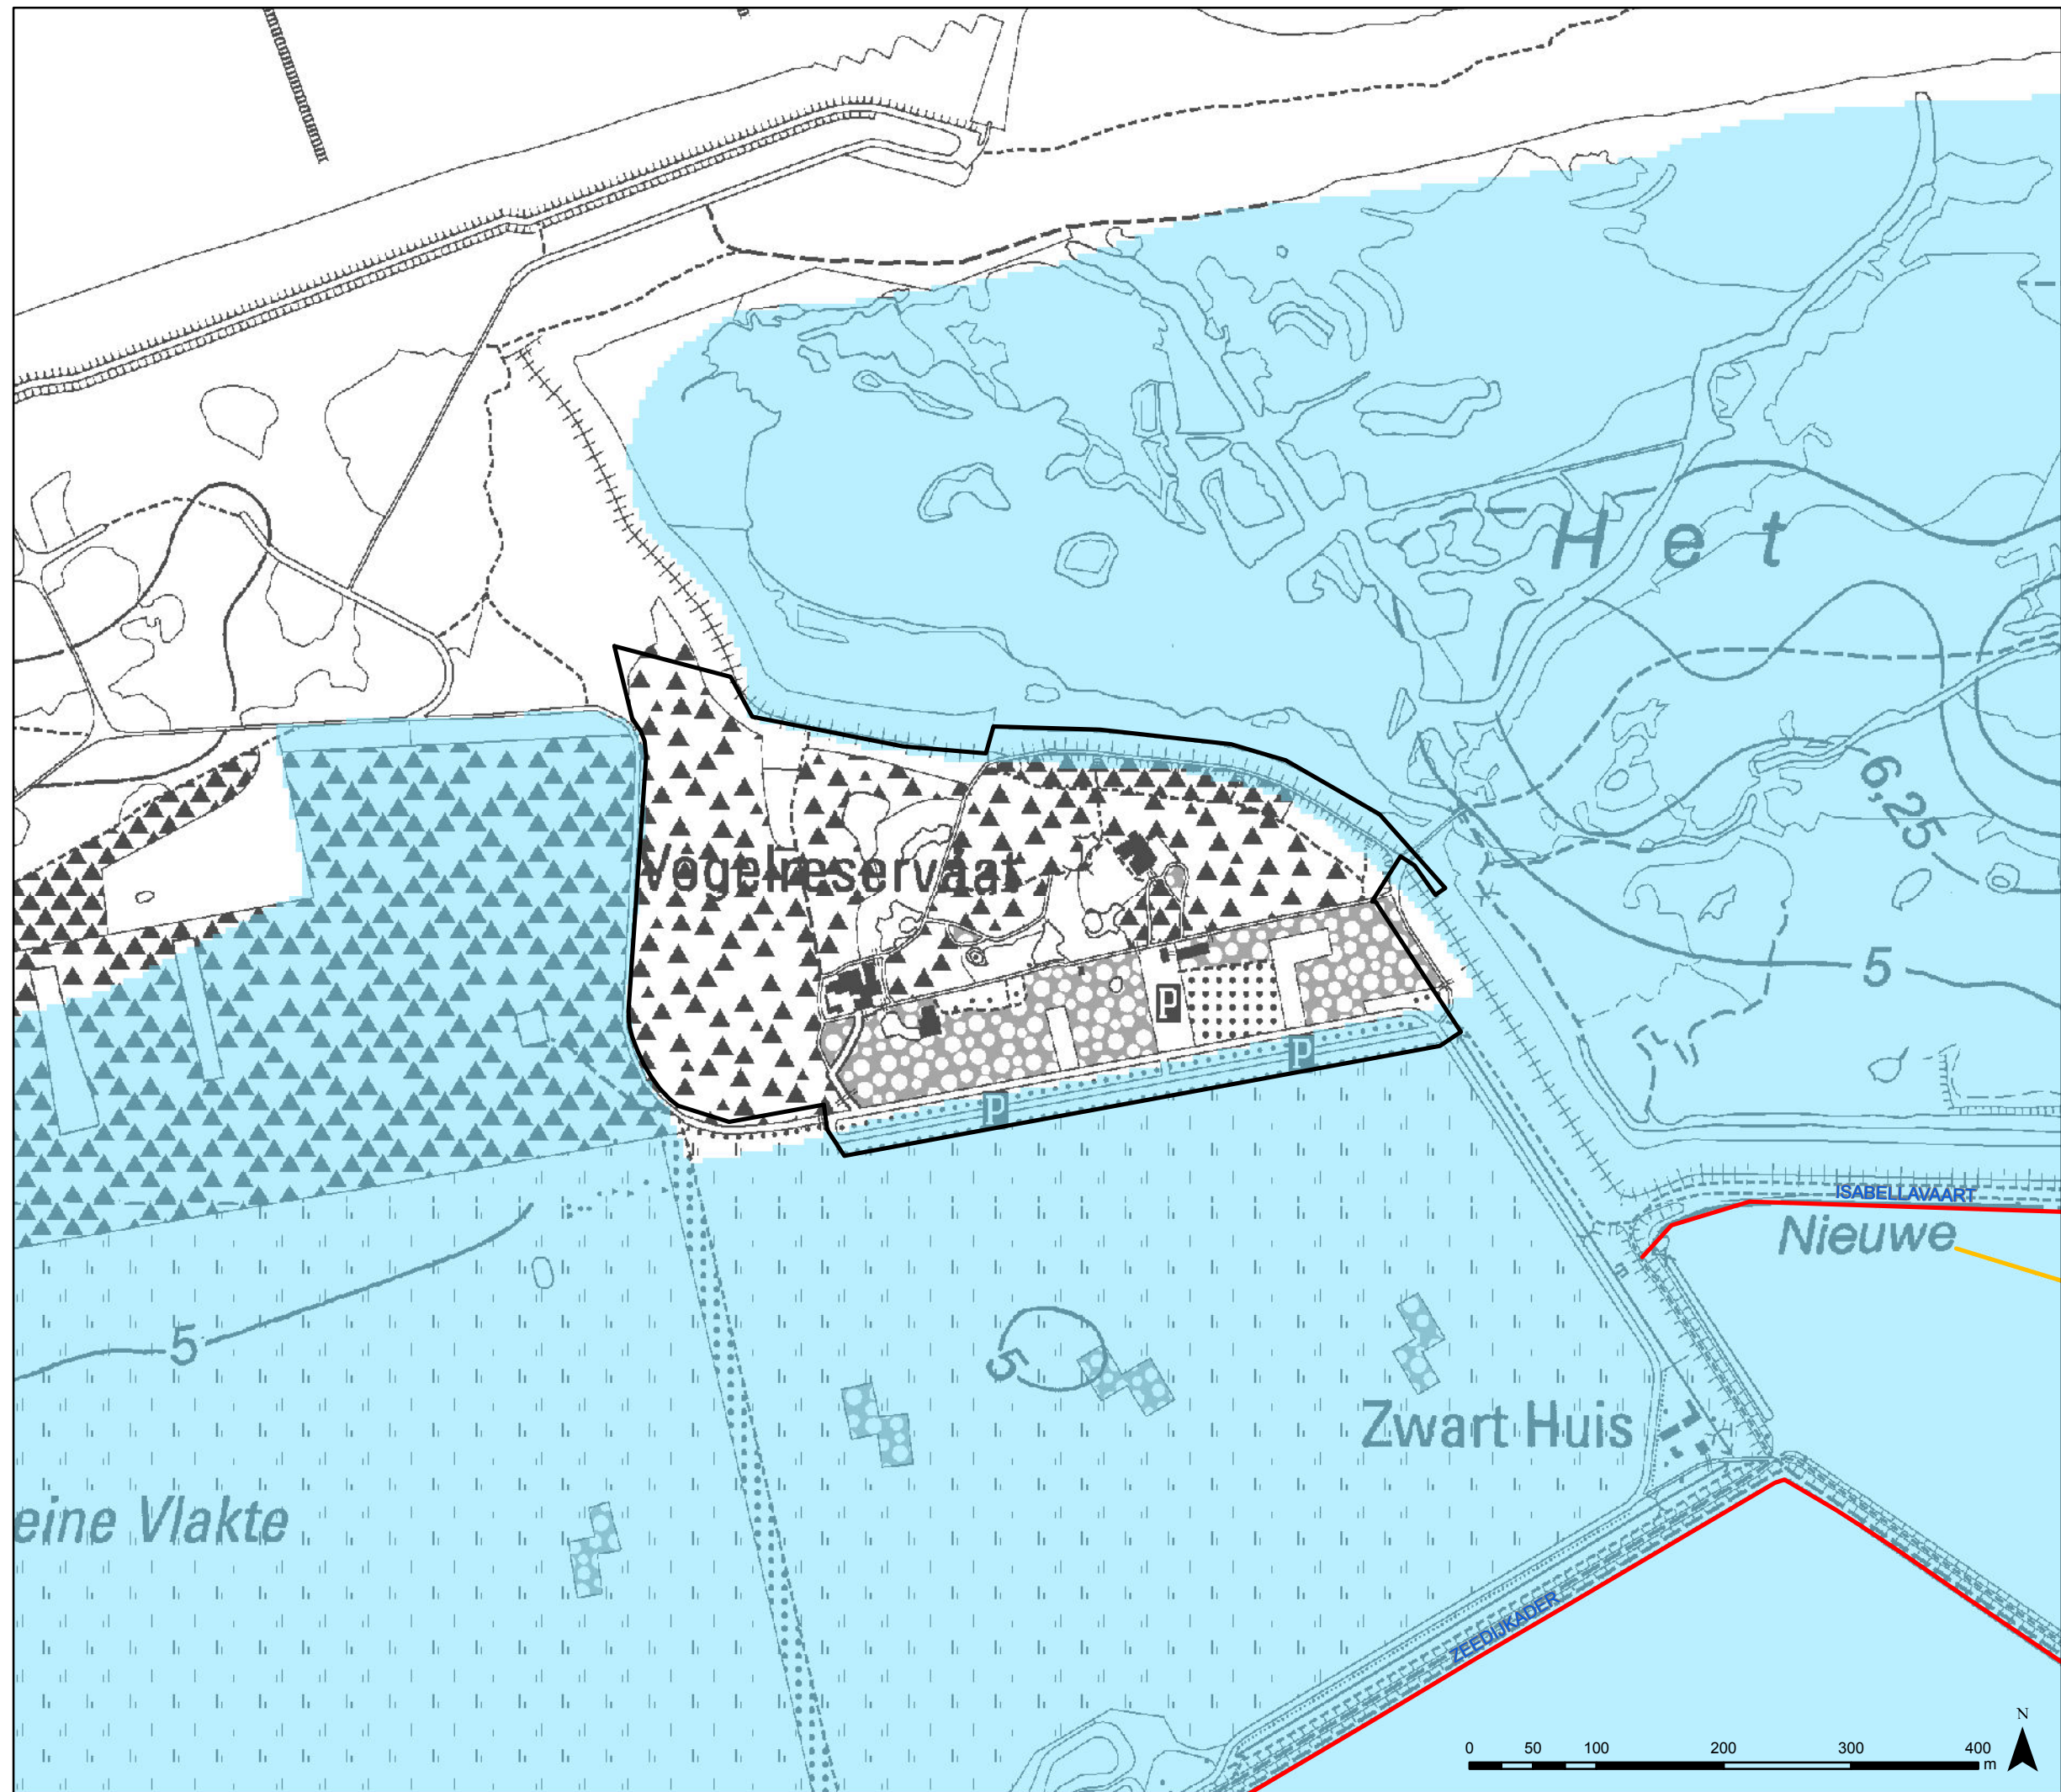 H e t
6,25
Vogelreservaat
5
P
P
P
ISABELLAVAART
Nieuwe
5
5
Zwart Huis
eine Vlakte
ZEEDIJKADER
N
0 50 100 200 300 400
m